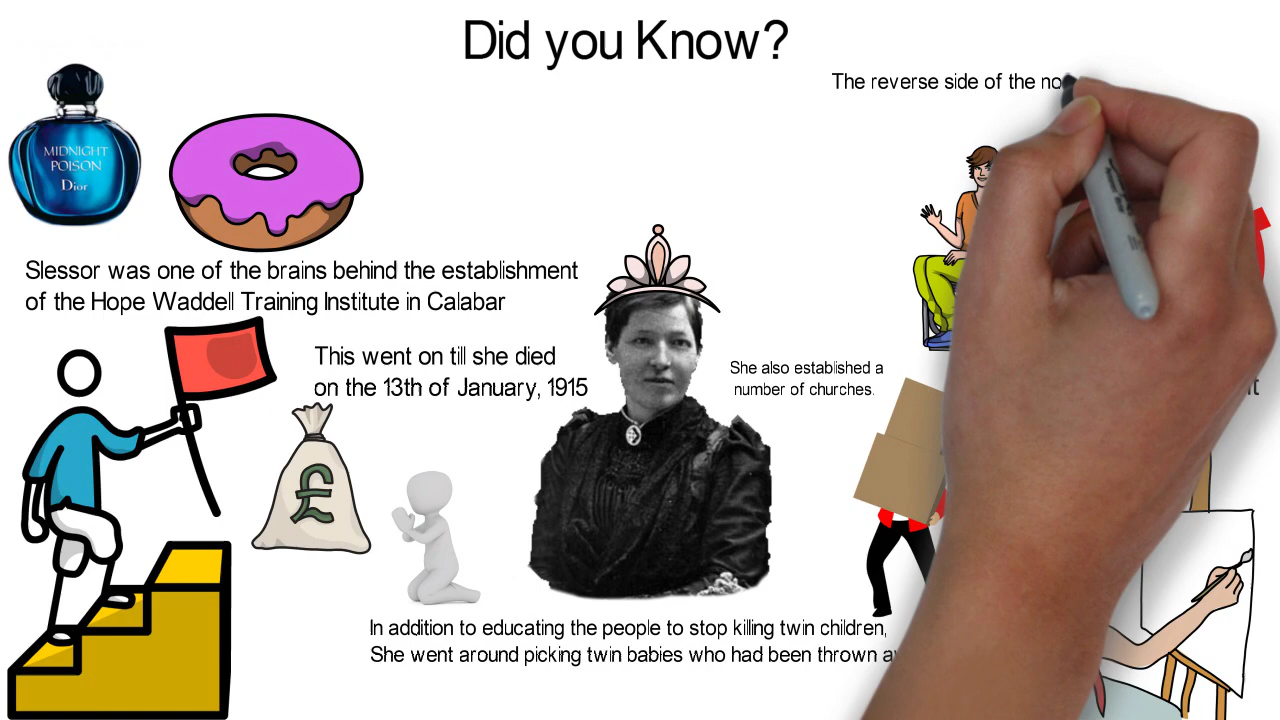 Did you Know?
The reverse side of the no
MIDNIGHT
POISON
Dior
Slessor was one of the brains behind the establishment
of the Hope Waddell Training Institute in Calabar
This went on till she died
on the 13th of January, 1915
She also established a
number of churches.
In addition to educating the people to stop killing twin children,
She went around picking twin babies who had been thrown